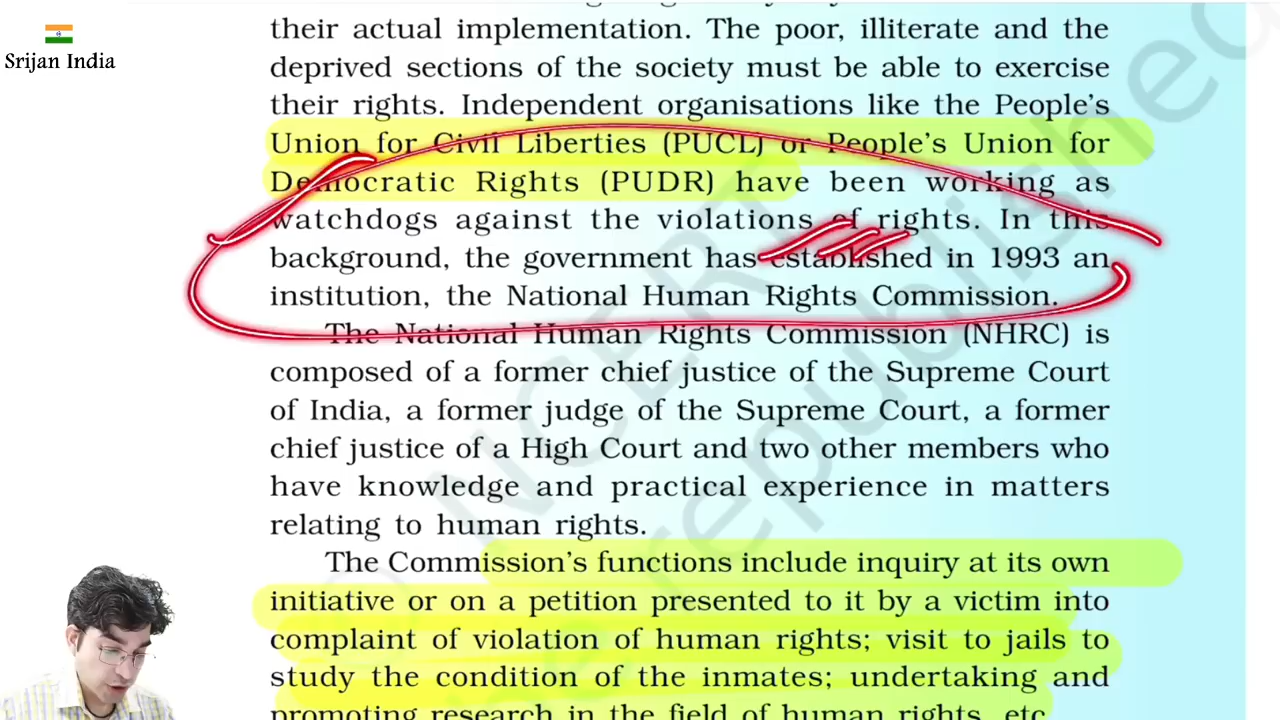 Srijan India
their actual implementation. The poor, illiterate and the
deprived sections of the society must be able to exercise
their rights. Independent organisations like the People's
Union for Civil Liberties (PUCL) or People's Union for
Democratic Rights (PUDR) have been working as
watchdogs against the violations of rights. In this
background, the government has established in 1993 an
institution, the National Human Rights Commission.
The National Human Rights Commission (NHRC) is
composed of a former chief justice of the Supreme Court
of India, a former judge of the Supreme Court, a former
chief justice of a High Court and two other members who
have knowledge and practical experience in matters
relating to human rights.
The Commission's functions include inquiry at its own
initiative or on a petition presented to it by a victim into
complaint of violation of human rights; visit to jails to
study the condition of the inmates; undertaking and
promoting research in the field of human rights, etc.
© NCERT
republished